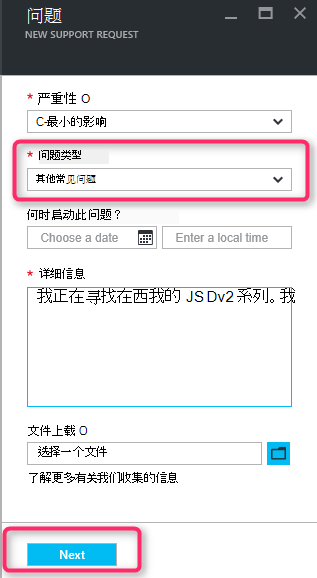 问题
NEW SUPPORT REQUEST
* 严重性 O
C-最小的影响
* 问题类型
其他常见问题
何时启动此问题？
Choose a date
Enter a local time
* 详细信息
我正在寻找在西我的 JS Dv2 系列。我
文件上载 O
选择一个文件
了解更多有关我们收集的信息
Next